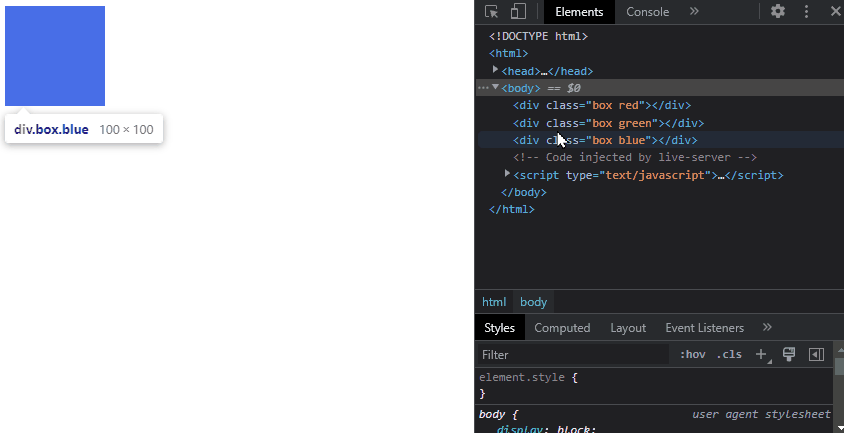 div.box.blue 100 × 100
Elements Console »
<!DOCTYPE html>
<html>
<head>…</head>
<body> == $0
<div class="box red"></div>
<div class="box green"></div>
<div class="box blue"></div>
<!-- Code injected by live-server -->
<script type="text/javascript">…</script>
</body>
</html>
html body
Styles Computed Layout Event Listeners »
Filter :hov .cls +
element.style {
}
body { user agent stylesheet
display: block;